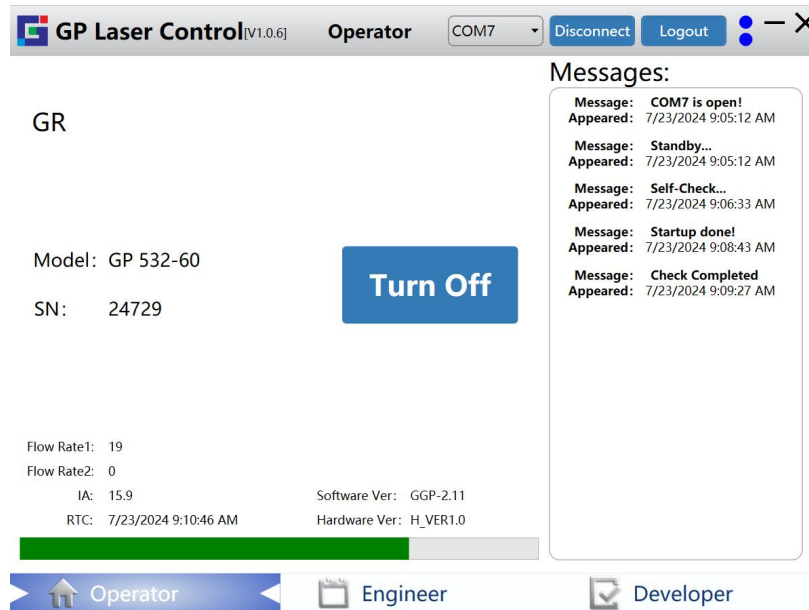 GP Laser Control[V1.0.6] Operator COM7 Disconnect Logout
Messages:
Message: COM7 is open!
Appeared: 7/23/2024 9:05:12 AM
Message: Standby...
Appeared: 7/23/2024 9:05:12 AM
Message: Self-Check...
Appeared: 7/23/2024 9:06:33 AM
Message: Startup done!
Appeared: 7/23/2024 9:08:43 AM
Message: Check Completed
Appeared: 7/23/2024 9:09:27 AM
GR
Model: GP 532-60
SN: 24729
Turn Off
Flow Rate1: 19
Flow Rate2: 0
IA: 15.9 Software Ver: GGP-2.11
RTC: 7/23/2024 9:10:46 AM Hardware Ver: H_VER1.0
Operator Engineer Developer